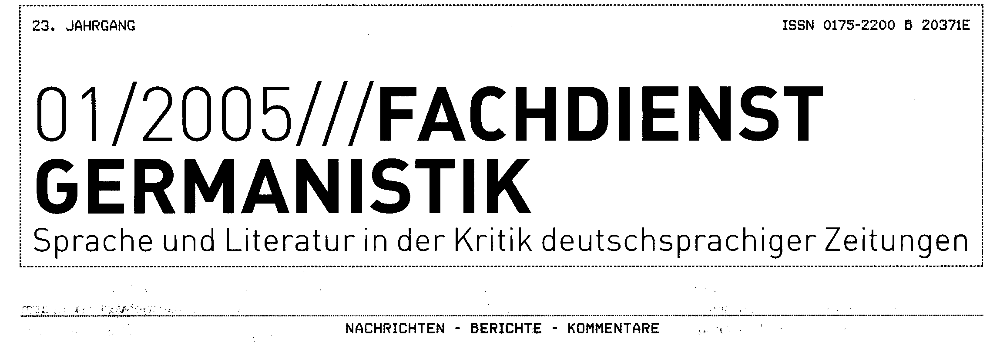 23. JAHRGANG
ISSN 0175-2200 B 20371E
01/2005///FACHDIENST
GERMANISTIK
Sprache und Literatur in der Kritik deutschsprachiger Zeitungen
NACHRICHTEN - BERICHTE - KOMMENTARE